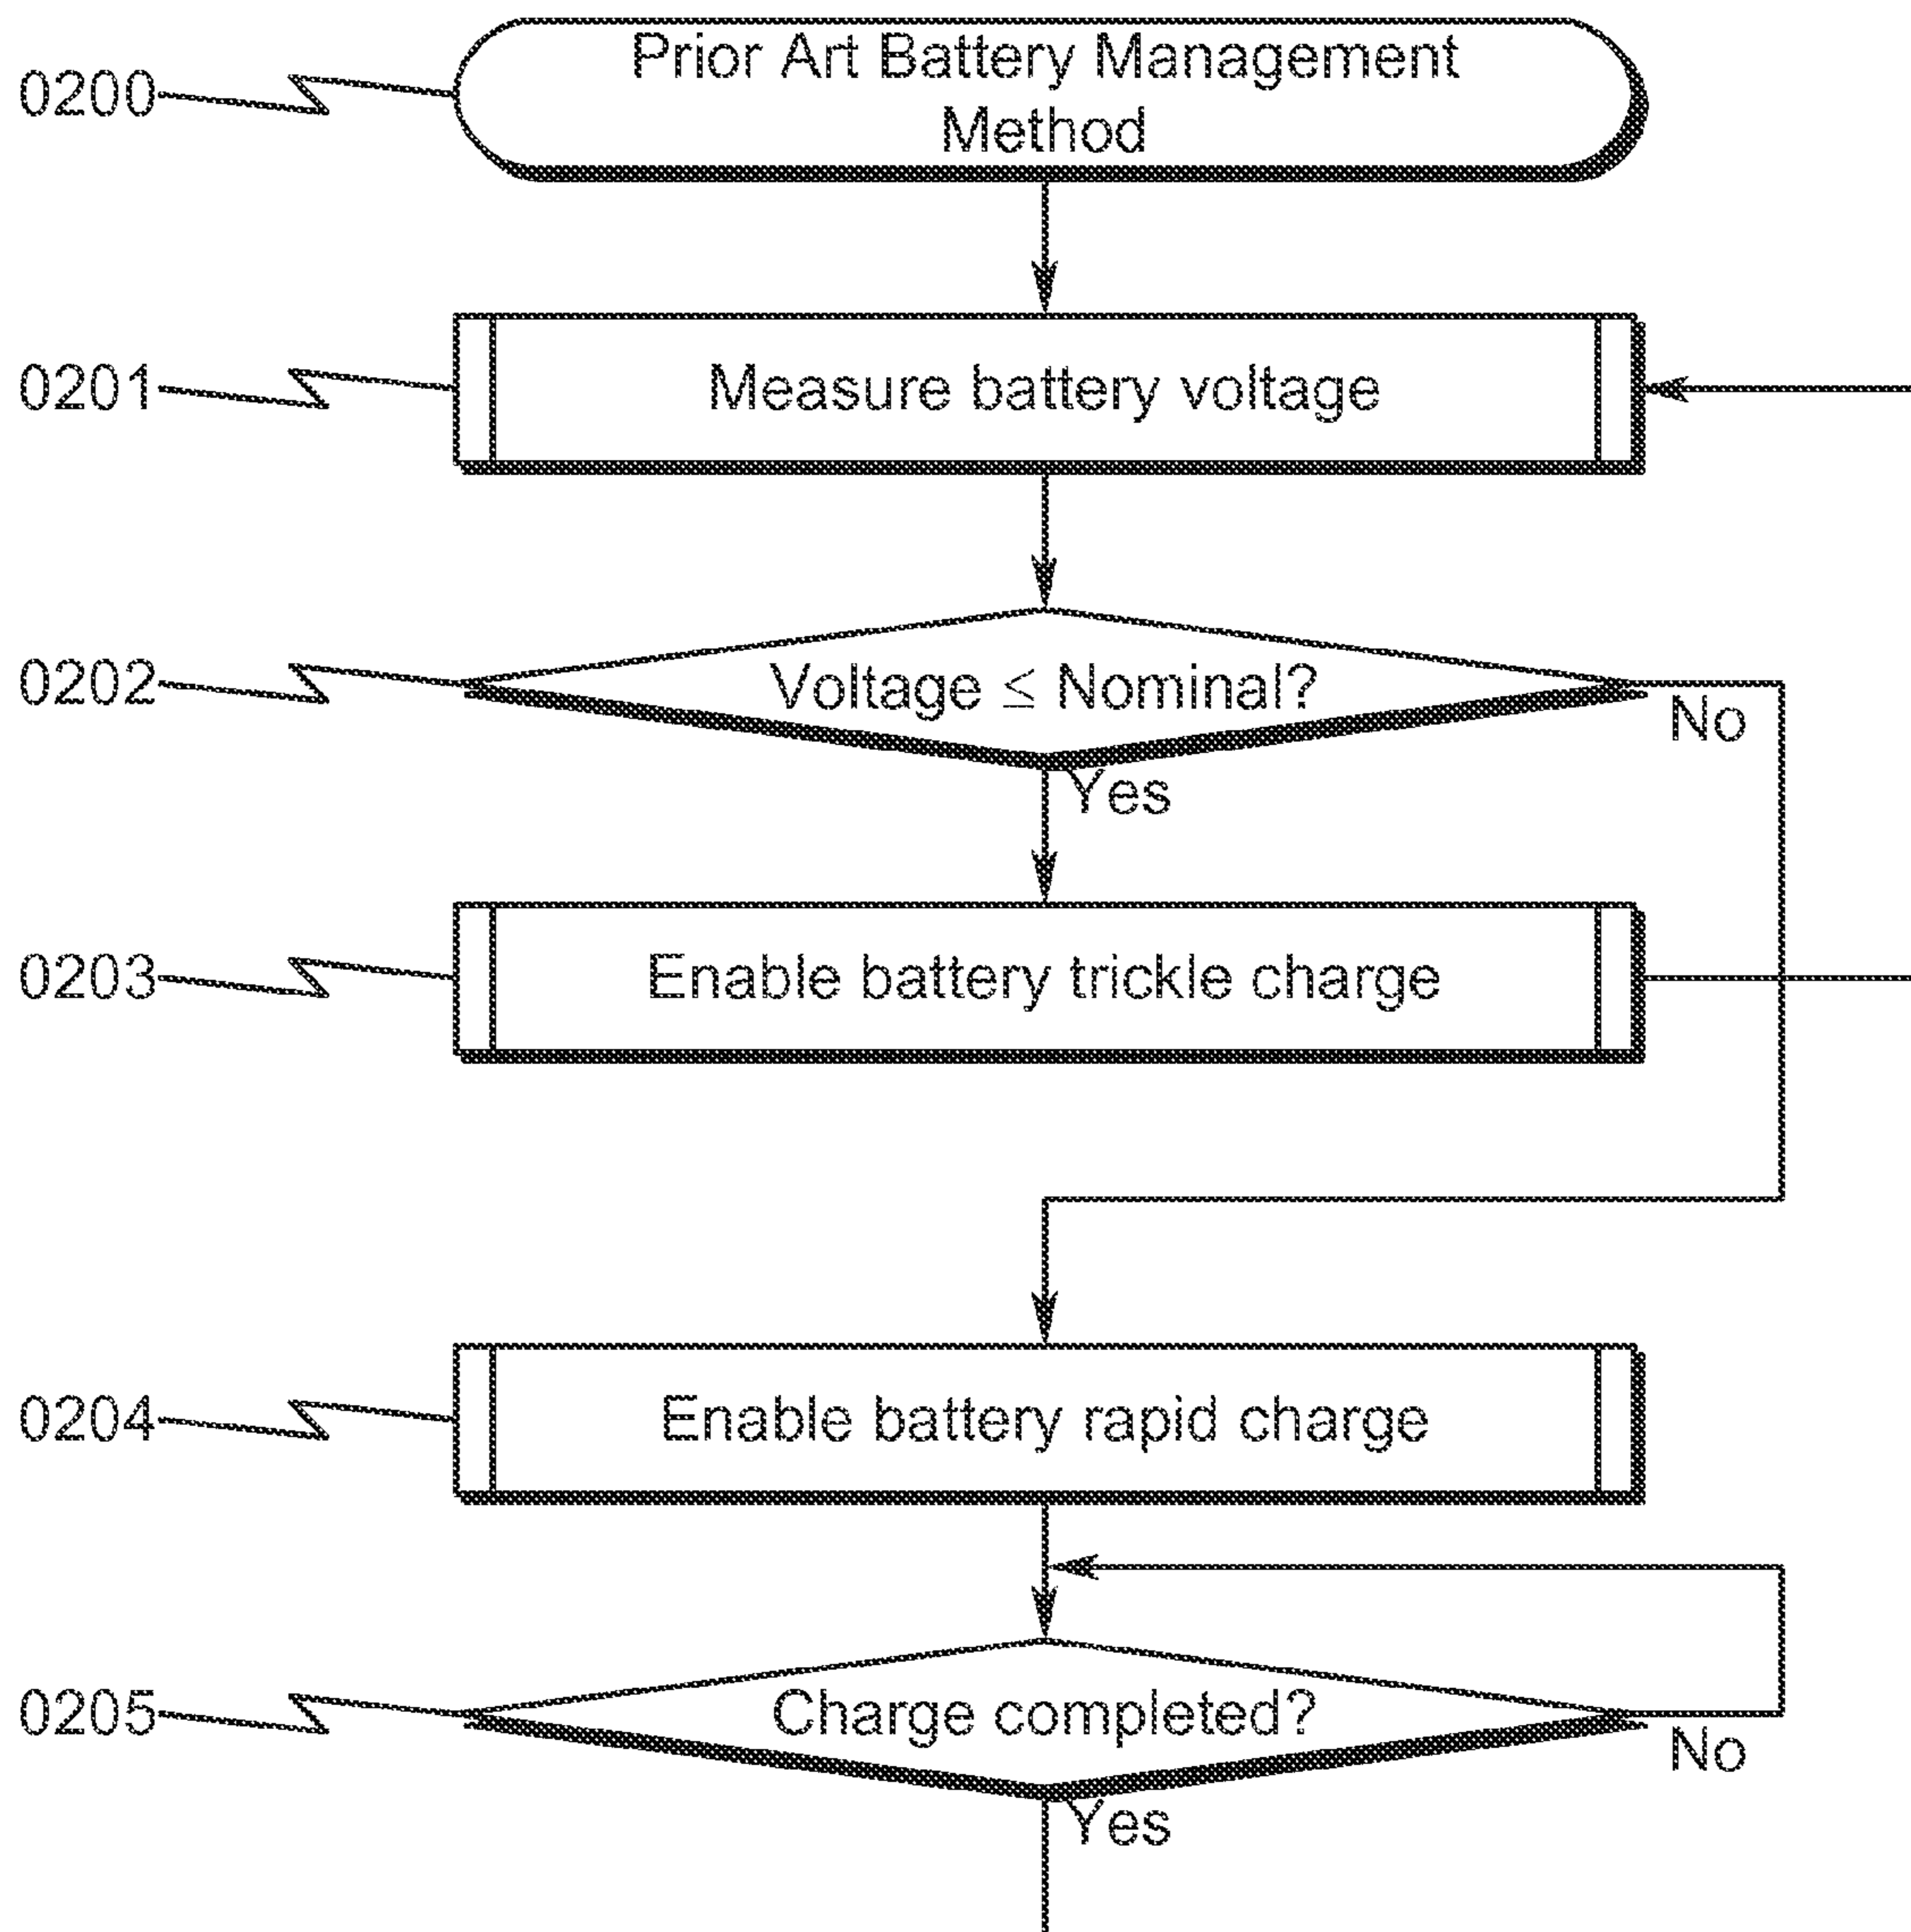 0200
Prior Art Battery Management
Method
0201
Measure battery voltage
0202
Voltage ≤ Nominal?
No
Yes
0203
Enable battery trickle charge
0204
Enable battery rapid charge
0205
Charge completed?
No
Yes